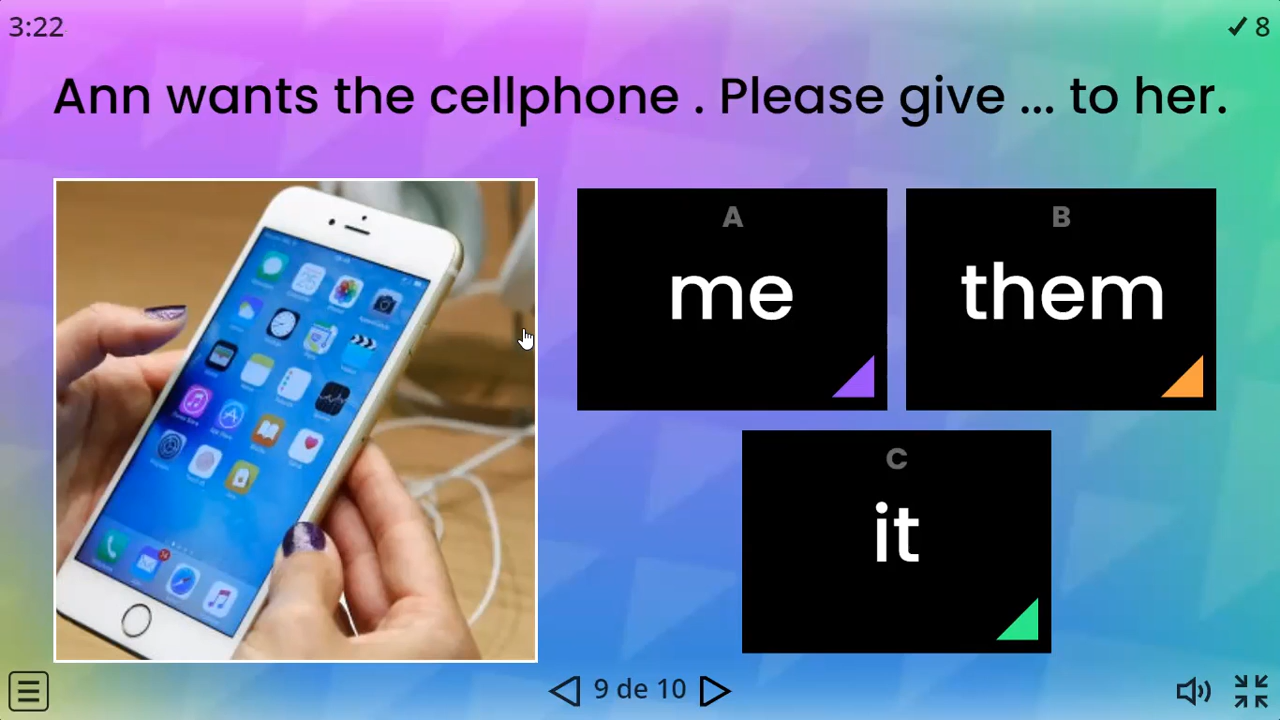 3:22
✓ 8
Ann wants the cellphone . Please give ... to her.
A
me
B
them
C
it
9 de 10